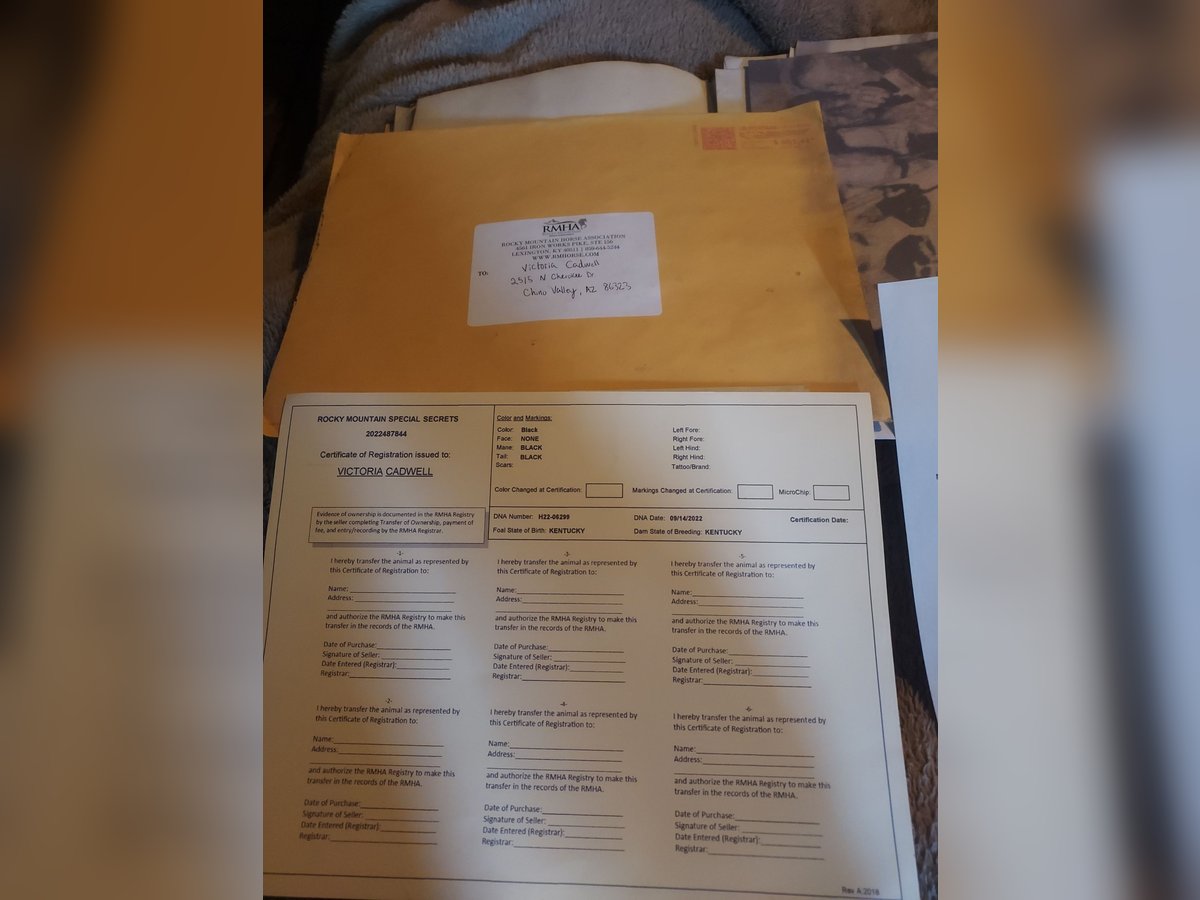 RMHA
ROCKY MOUNTAIN HORSE ASSOCIATION
4561 IRON WORKS PIKE, STE 156
LEXINGTON, KY 40511 | 859-644-5244
WWW.RMHORSE.COM
TO: Victoria Cadwell
2515 N Cherokee Dr
Chino Valley, AZ 86323
ROCKY MOUNTAIN SPECIAL SECRETS
2022487844
Certificate of Registration issued to:
VICTORIA CADWELL
Evidence of ownership is documented in the RMHA Registry
by the seller completing Transfer of Ownership, payment of
fee, and entry/recording by the RMHA Registrar.
Color and Markings:
Color: Black
Face: NONE
Mane: BLACK
Tail: BLACK
Scars:
Left Fore:
Right Fore:
Left Hind:
Right Hind:
Tattoo/Brand:
Color Changed at Certification: Markings Changed at Certification: MicroChip:
DNA Number: H22-06299 DNA Date: 09/14/2022 Certification Date:
Foal State of Birth: KENTUCKY Dam State of Breeding: KENTUCKY
-1-
I hereby transfer the animal as represented by
this Certificate of Registration to:
Name:
Address:
and authorize the RMHA Registry to make this
transfer in the records of the RMHA.
Date of Purchase:
Signature of Seller:
Date Entered (Registrar):
Registrar:
-2-
I hereby transfer the animal as represented by
this Certificate of Registration to:
Name:
Address:
and authorize the RMHA Registry to make this
transfer in the records of the RMHA.
Date of Purchase:
Signature of Seller:
Date Entered (Registrar):
Registrar:
-3-
I hereby transfer the animal as represented by
this Certificate of Registration to:
Name:
Address:
and authorize the RMHA Registry to make this
transfer in the records of the RMHA.
Date of Purchase:
Signature of Seller:
Date Entered (Registrar):
Registrar:
-4-
I hereby transfer the animal as represented by
this Certificate of Registration to:
Name:
Address:
and authorize the RMHA Registry to make this
transfer in the records of the RMHA.
Date of Purchase:
Signature of Seller:
Date Entered (Registrar):
Registrar:
-5-
I hereby transfer the animal as represented by
this Certificate of Registration to:
Name:
Address:
and authorize the RMHA Registry to make this
transfer in the records of the RMHA.
Date of Purchase:
Signature of Seller:
Date Entered (Registrar):
Registrar:
-6-
I hereby transfer the animal as represented by
this Certificate of Registration to:
Name:
Address:
and authorize the RMHA Registry to make this
transfer in the records of the RMHA.
Date of Purchase:
Signature of Seller:
Date Entered (Registrar):
Registrar:
Rev A:2018